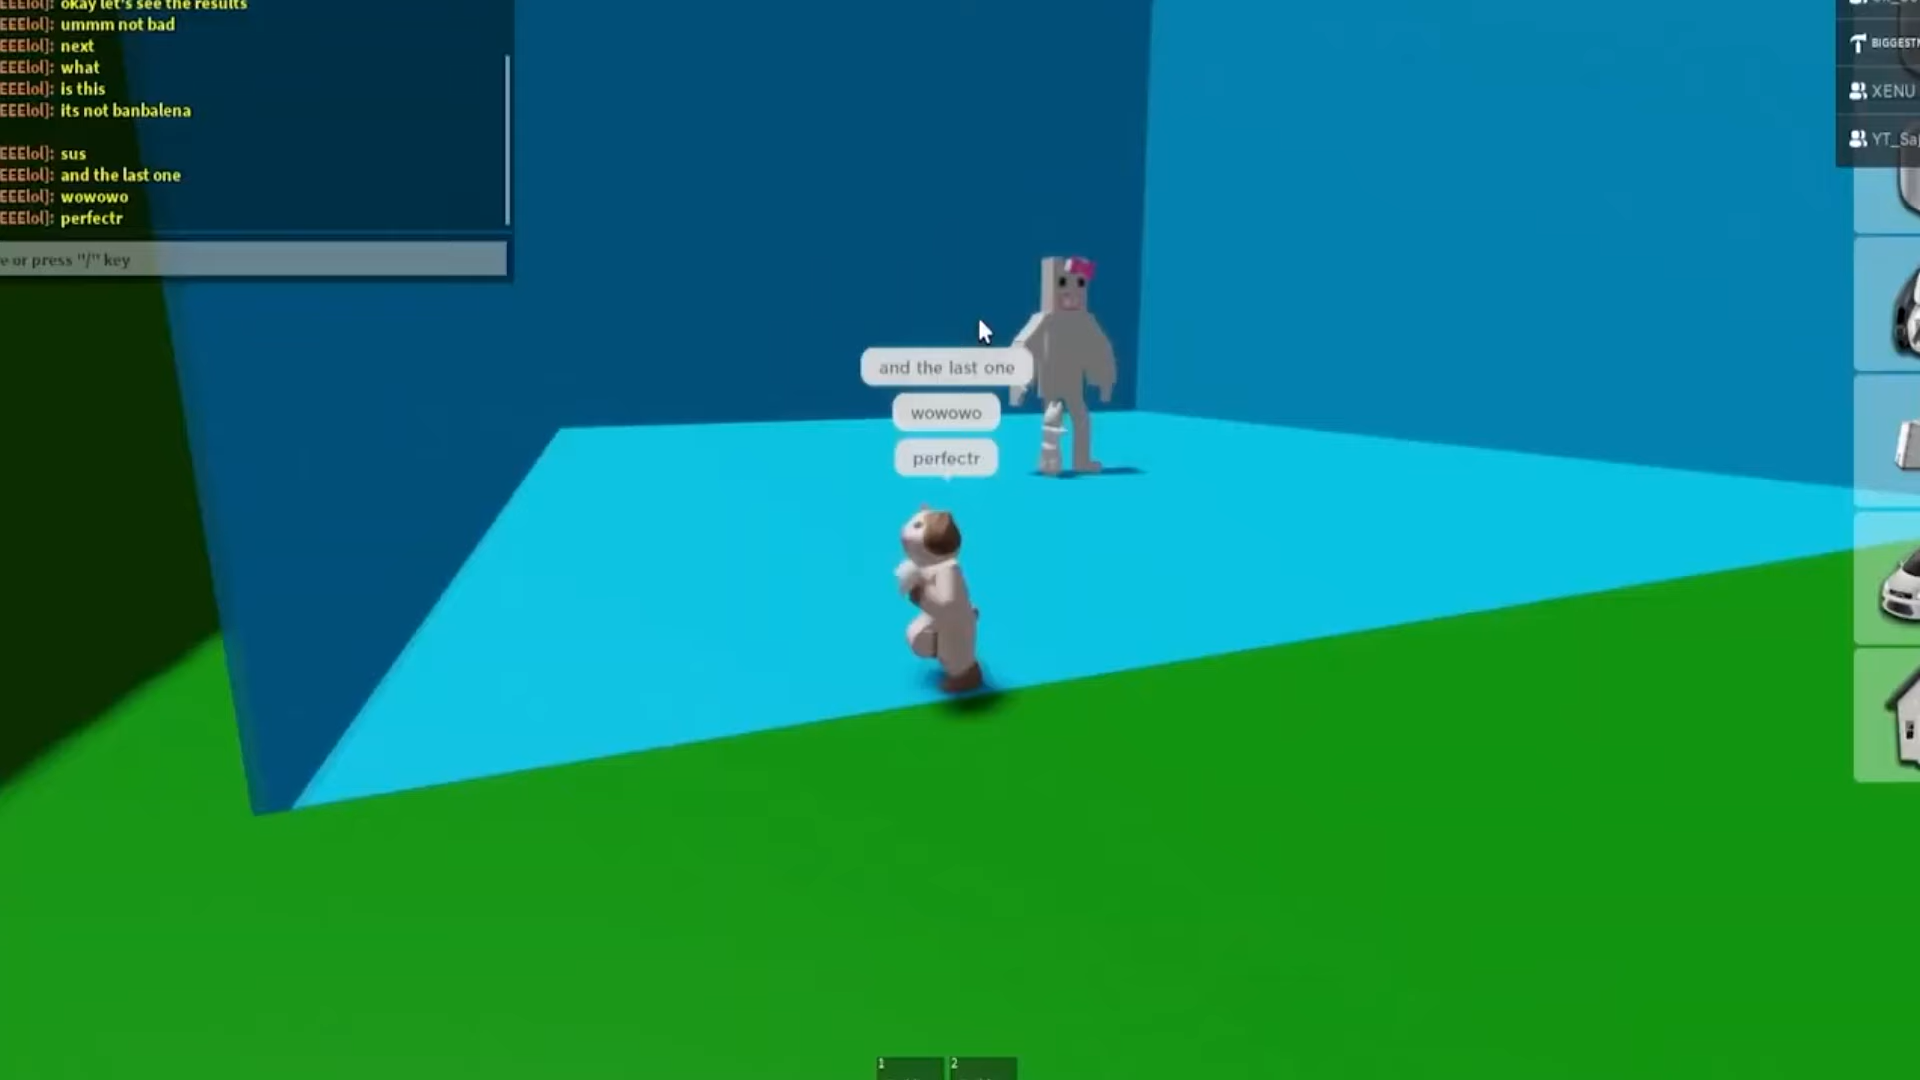 EEElol]: okay let's see the results
EEElol]: ummm not bad
EEElol]: next
EEElol]: what
EEElol]: is this
EEElol]: its not banbalena
EEElol]: sus
EEElol]: and the last one
EEElol]: wowowo
EEElol]: perfectr
e or press "/" key
BIGGEST
XENU
YT_Sa
and the last one
wowowo
perfectr
1
2